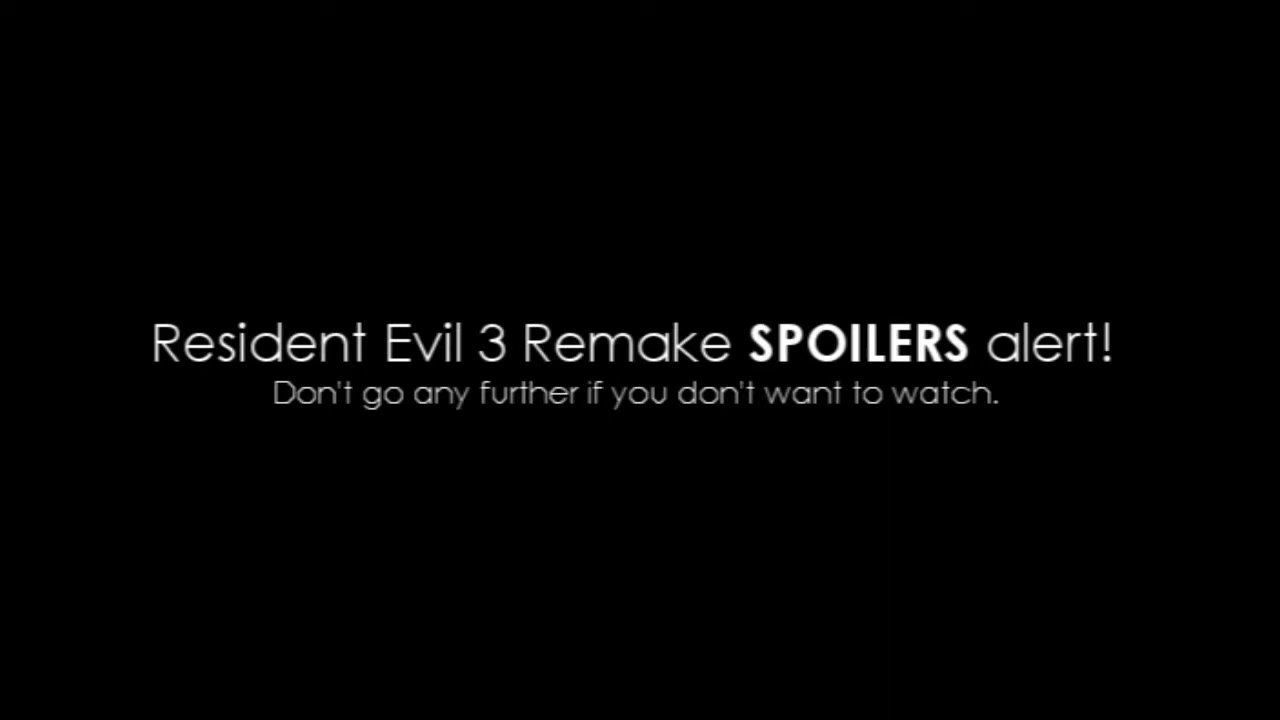 Resident Evil 3 Remake SPOILERS alert!
Don't go any further if you don't want to watch.